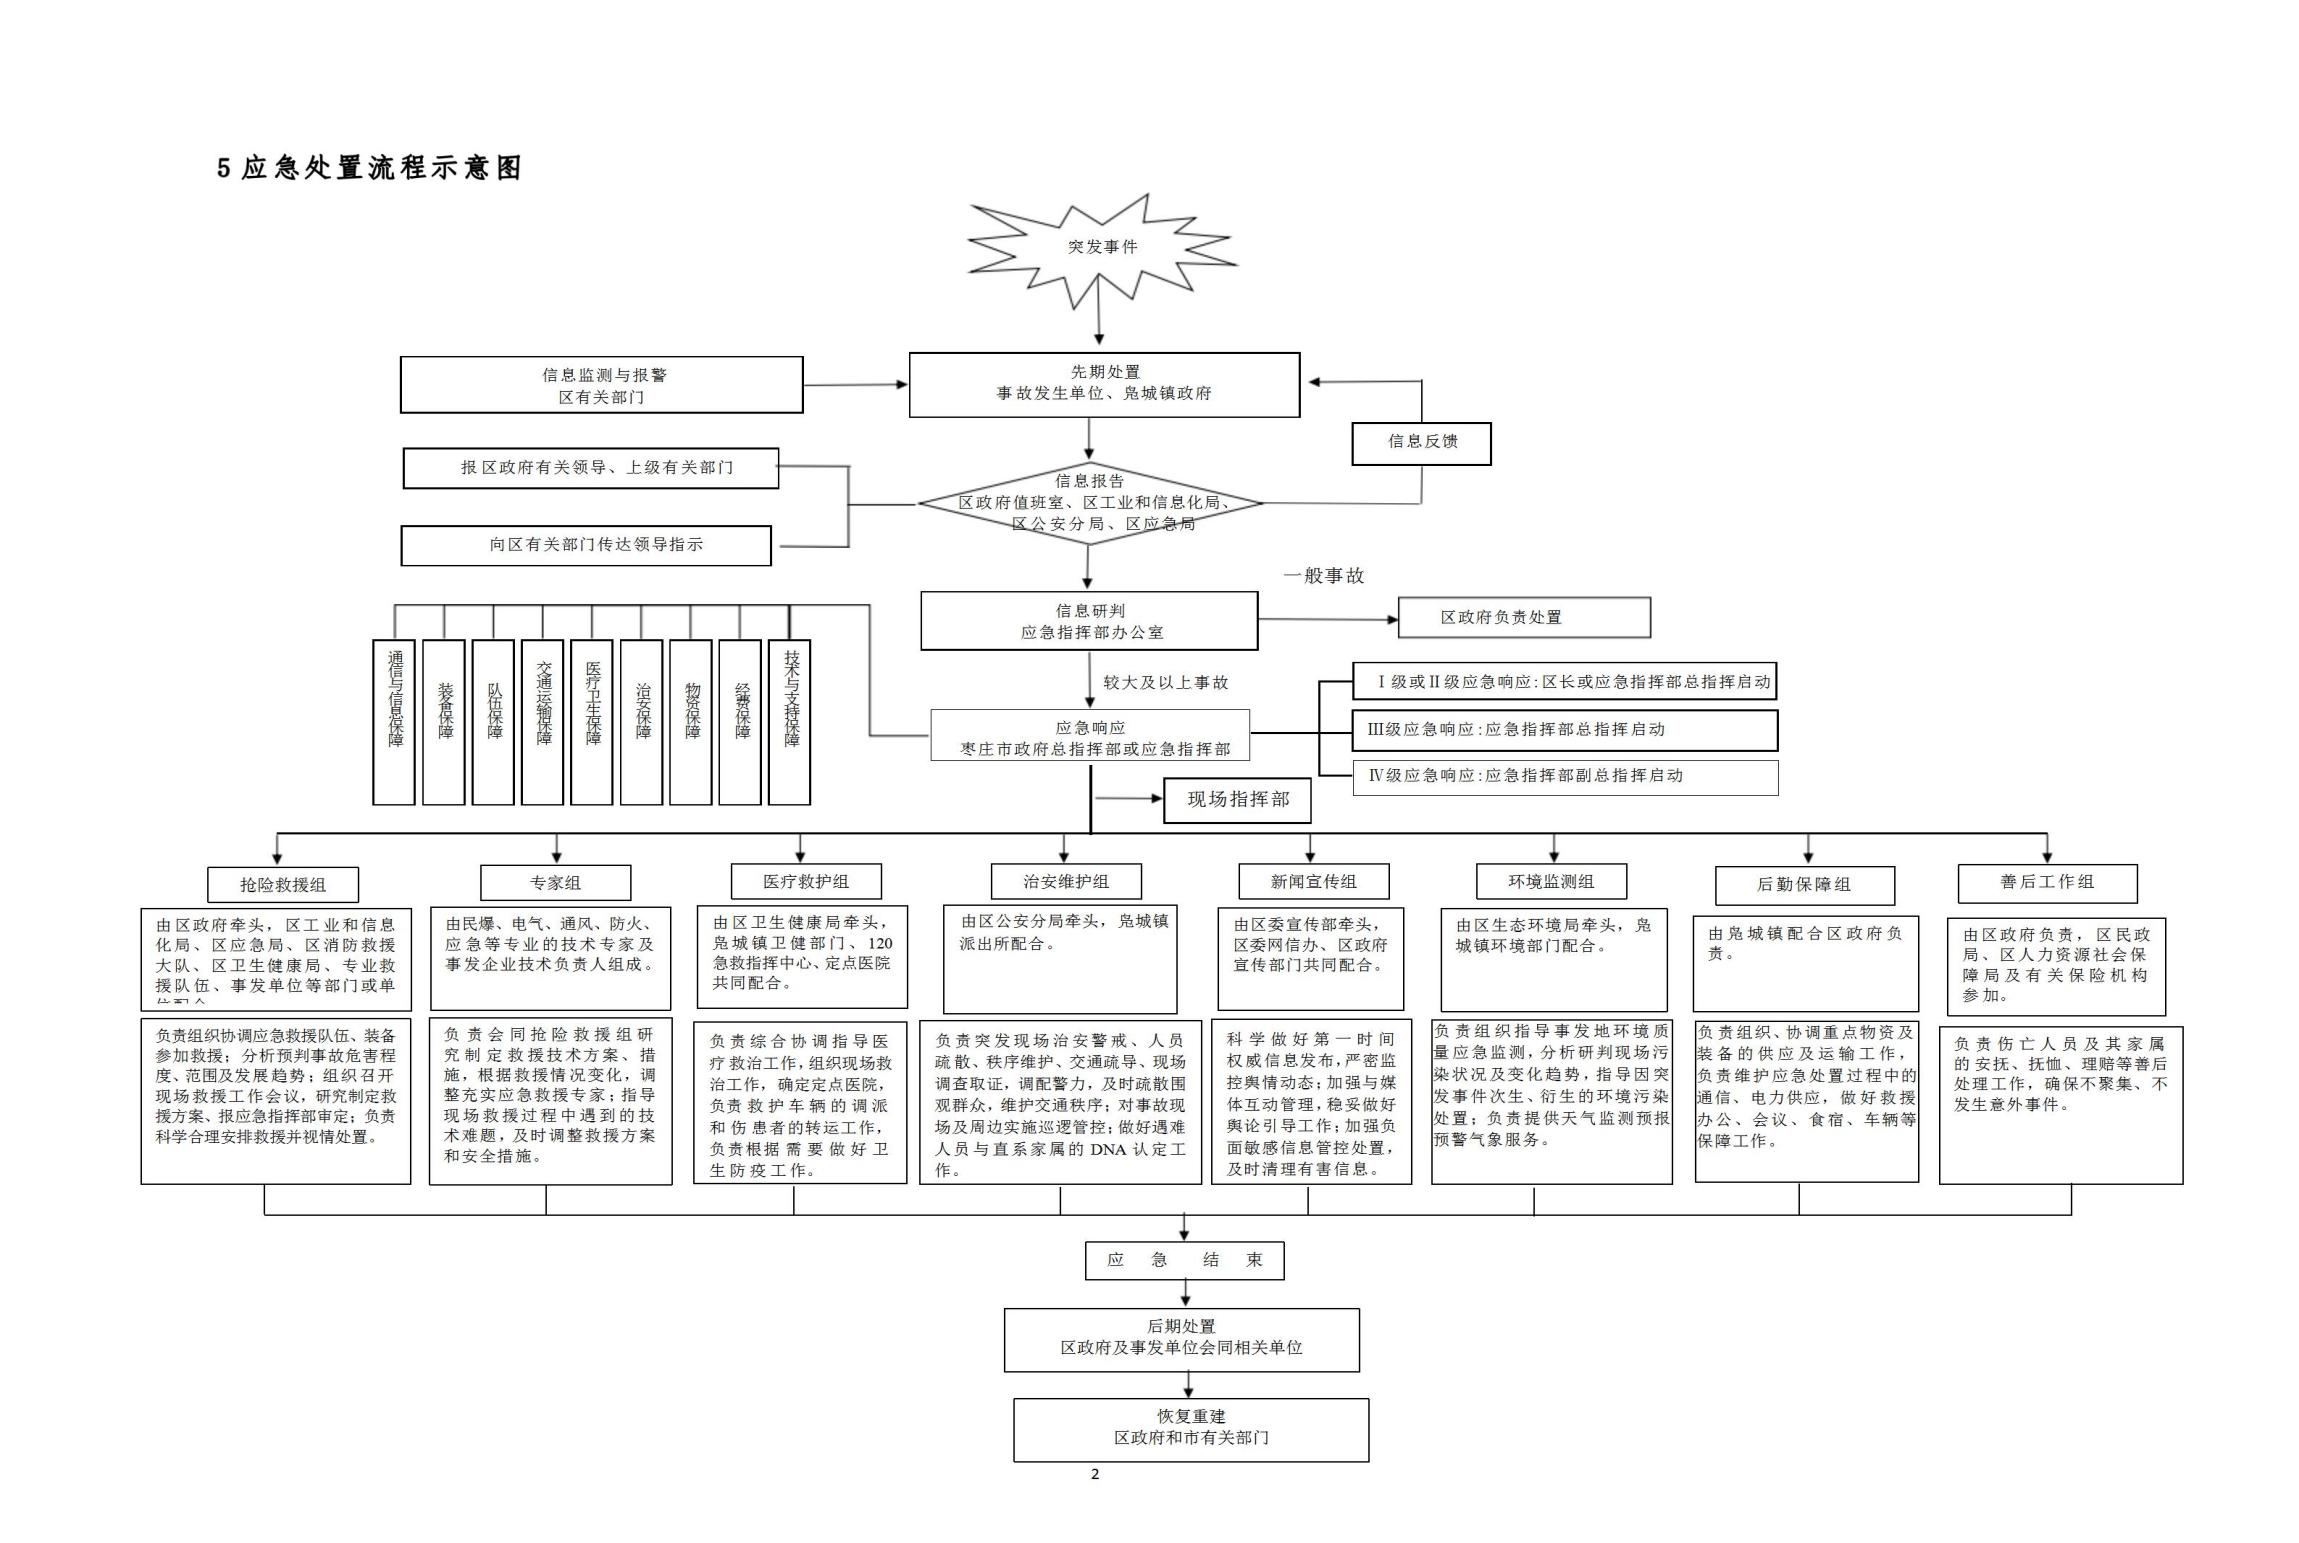 5 应急处置流程示意图
突发事件
信息监测与报警
区有关部门
先期处置
事故发生单位、凫城镇政府
信息反馈
报区政府有关领导、上级有关部门
信息报告
区政府值班室、区工业和信息化局、
区公安分局、区应急局
向区有关部门传达领导指示
一般事故
信息研判
应急指挥部办公室
区政府负责处置
通信与信息保障
装备保障
队伍保障
交通运输保障
医疗卫生保障
治安保障
物资保障
经费保障
技术与支持保障
较大及以上事故
Ⅰ级或Ⅱ级应急响应:区长或应急指挥部总指挥启动
应急响应
枣庄市政府总指挥部或应急指挥部
Ⅲ级应急响应:应急指挥部总指挥启动
Ⅳ级应急响应:应急指挥部副总指挥启动
现场指挥部
抢险救援组
专家组
医疗救护组
治安维护组
新闻宣传组
环境监测组
后勤保障组
善后工作组
由区政府牵头，区工业和信息
化局、区应急局、区消防救援
大队、区卫生健康局、专业救
援队伍、事发单位等部门或单
位配合
由民爆、电气、通风、防火、
应急等专业的技术专家及
事发企业技术负责人组成。
由区卫生健康局牵头，
凫城镇卫健部门、120
急救指挥中心、定点医院
共同配合。
由区公安分局牵头，凫城镇
派出所配合。
由区委宣传部牵头，
区委网信办、区政府
宣传部门共同配合。
由区生态环境局牵头，凫
城镇环境部门配合。
由凫城镇配合区政府负
责。
由区政府负责，区民政
局、区人力资源社会保
障局及有关保险机构
参加。
负责组织协调应急救援队伍、装备
参加救援；分析预判事故危害程
度、范围及发展趋势；组织召开
现场救援工作会议，研究制定救
援方案、报应急指挥部审定；负责
科学合理安排救援并视情处置。
负责会同抢险救援组研
究制定救援技术方案、措
施，根据救援情况变化，调
整充实应急救援专家；指导
现场救援过程中遇到的技
术难题，及时调整救援方案
和安全措施。
负责综合协调指导医
疗救治工作，组织现场救
治工作，确定定点医院，
负责救护车辆的调派
和伤患者的转运工作，
负责根据需要做好卫
生防疫工作。
负责突发现场治安警戒、人员
疏散、秩序维护、交通疏导、现场
调查取证，调配警力，及时疏散围
观群众，维护交通秩序；对事故现
场及周边实施巡逻管控；做好遇难
人员与直系家属的 DNA 认定工
作。
科学做好第一时间
权威信息发布，严密监
控舆情动态；加强与媒
体互动管理，稳妥做好
舆论引导工作；加强负
面敏感信息管控处置，
及时清理有害信息。
负责组织指导事发地环境质
量应急监测，分析研判现场污
染状况及变化趋势，指导因突
发事件次生、衍生的环境污染
处置；负责提供天气监测预报
预警气象服务。
负责组织、协调重点物资及
装备的供应及运输工作，
负责维护应急处置过程中的
通信、电力供应，做好救援
办公、会议、食宿、车辆等
保障工作。
负责伤亡人员及其家属
的安抚、抚恤、理赔等善后
处理工作，确保不聚集、不
发生意外事件。
应 急 结 束
后期处置
区政府及事发单位会同相关单位
恢复重建
区政府和市有关部门
2